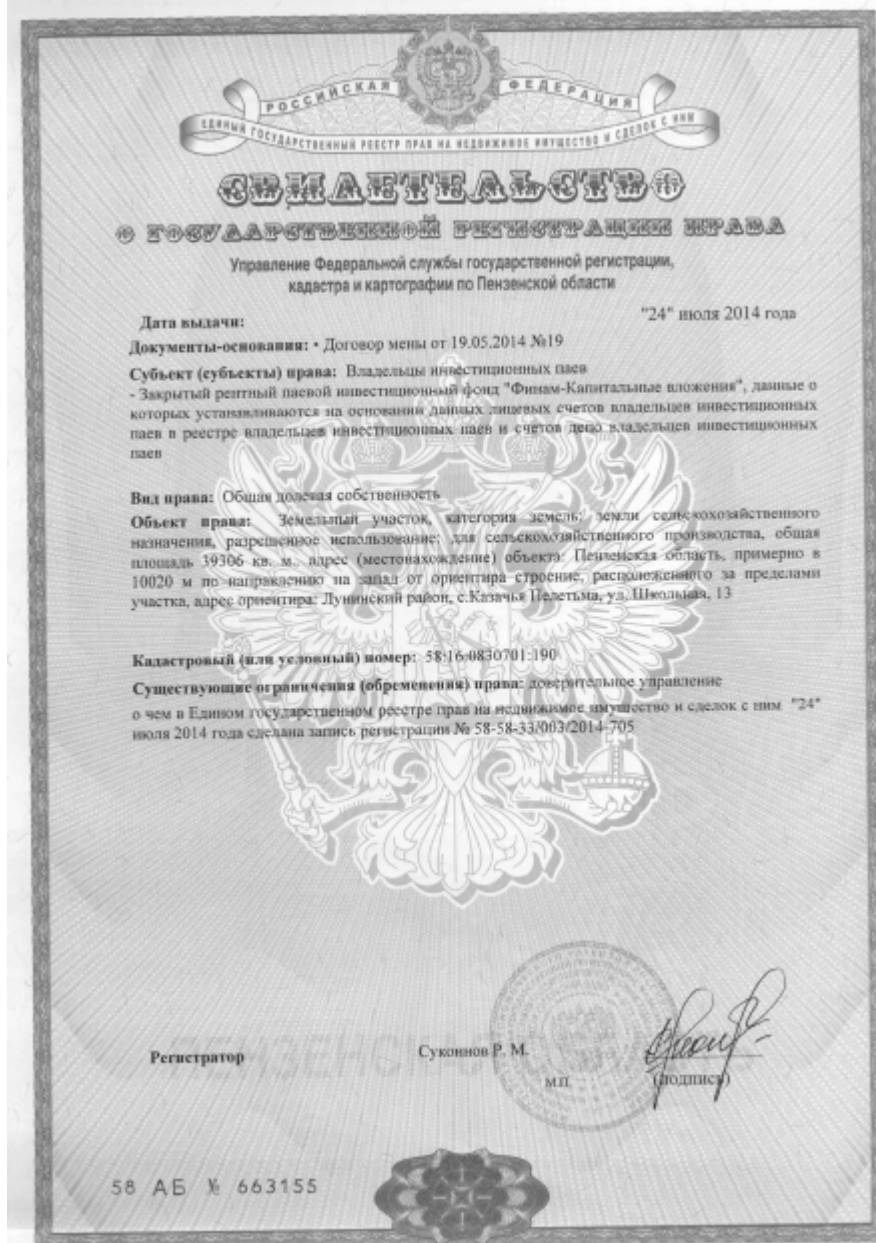 РОССИЙСКАЯ ФЕДЕРАЦИЯ
ЕДИНЫЙ ГОСУДАРСТВЕННЫЙ РЕЕСТР ПРАВ НА НЕДВИЖИМОЕ ИМУЩЕСТВО И СДЕЛОК С НИМ
СВИДЕТЕЛЬСТВО
О ГОСУДАРСТВЕННОЙ РЕГИСТРАЦИИ ПРАВА
Управление Федеральной службы государственной регистрации,
кадастра и картографии по Пензенской области
Дата выдачи: "24" июля 2014 года
Документы-основания: • Договор мены от 19.05.2014 №19
Субъект (субъекты) права: Владельцы инвестиционных паев
- Закрытый рентный паевой инвестиционный фонд "Финам-Капитальные вложения", данные о
которых устанавливаются на основании данных лицевых счетов владельцев инвестиционных
паев в реестре владельцев инвестиционных паев и счетов депо владельцев инвестиционных
паев
Вид права: Общая долевая собственность
Объект права: Земельный участок, категория земель: земли сельскохозяйственного
назначения, разрешенное использование: для сельскохозяйственного производства, общая
площадь 39306 кв. м., адрес (местонахождение) объекта: Пензенская область, примерно в
10020 м по направлению на запад от ориентира строение, расположенного за пределами
участка, адрес ориентира: Лунинский район, с.Казачья Пелетьма, ул. Школьная, 13
Кадастровый (или условный) номер: 58:16:0830701:190
Существующие ограничения (обременения) права: доверительное управление
о чем в Едином государственном реестре прав на недвижимое имущество и сделок с ним "24"
июля 2014 года сделана запись регистрации № 58-58-33/003/2014-705
Регистратор Суконнов Р. М.
М.П. (подпись)
58 АБ № 663155